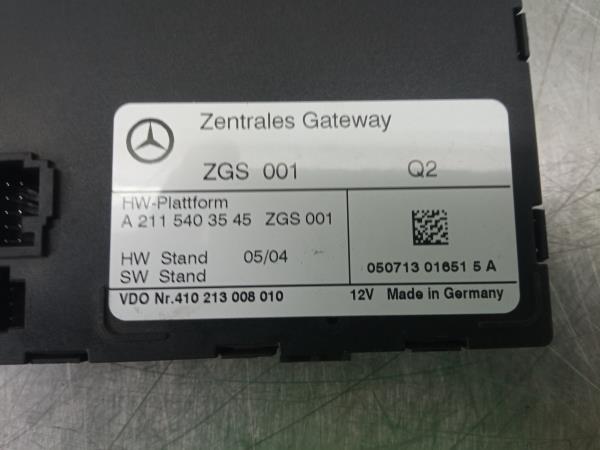 Zentrales Gateway
ZGS 001 Q2
HW-Plattform
A 211 540 35 45 ZGS 001
HW Stand 05/04
SW Stand
050713 01651 5 A
VDO Nr.410 213 008 010 12V Made in Germany